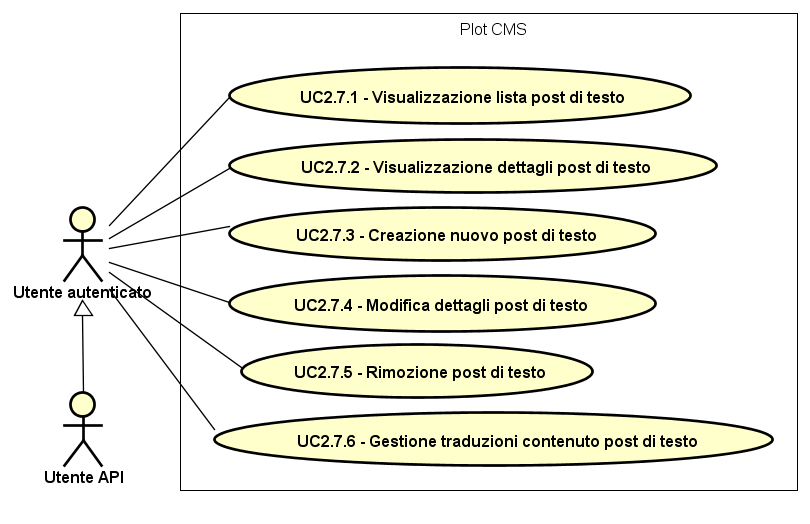 Plot CMS
UC2.7.1 - Visualizzazione lista post di testo
UC2.7.2 - Visualizzazione dettagli post di testo
UC2.7.3 - Creazione nuovo post di testo
Utente autenticato
UC2.7.4 - Modifica dettagli post di testo
UC2.7.5 - Rimozione post di testo
UC2.7.6 - Gestione traduzioni contenuto post di testo
Utente API